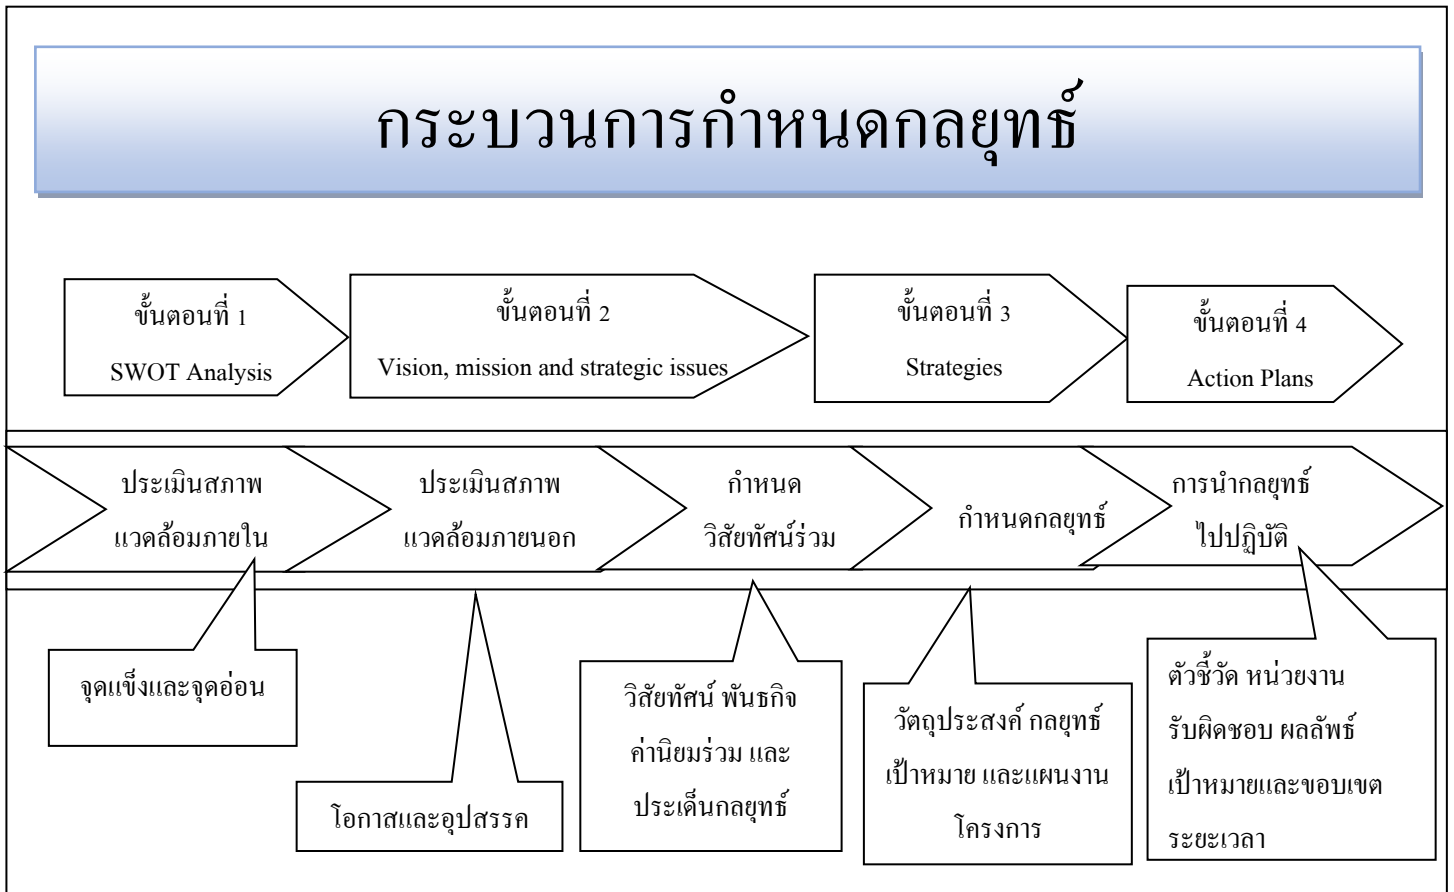 กระบวนการกำหนดกลยุทธ์
ขั้นตอนที่ 1
SWOT Analysis
ขั้นตอนที่ 2
Vision, mission and strategic issues
ขั้นตอนที่ 3
Strategies
ขั้นตอนที่ 4
Action Plans
ประเมินสภาพ
แวดล้อมภายใน
ประเมินสภาพ
แวดล้อมภายนอก
กำหนด
วิสัยทัศน์ร่วม
กำหนดกลยุทธ์
การนำกลยุทธ์
ไปปฏิบัติ
จุดแข็งและจุดอ่อน
โอกาสและอุปสรรค
วิสัยทัศน์ พันธกิจ
ค่านิยมร่วม และ
ประเด็นกลยุทธ์
วัตถุประสงค์ กลยุทธ์
เป้าหมาย และแผนงาน
โครงการ
ตัวชี้วัด หน่วยงาน
รับผิดชอบ ผลลัพธ์
เป้าหมายและขอบเขต
ระยะเวลา